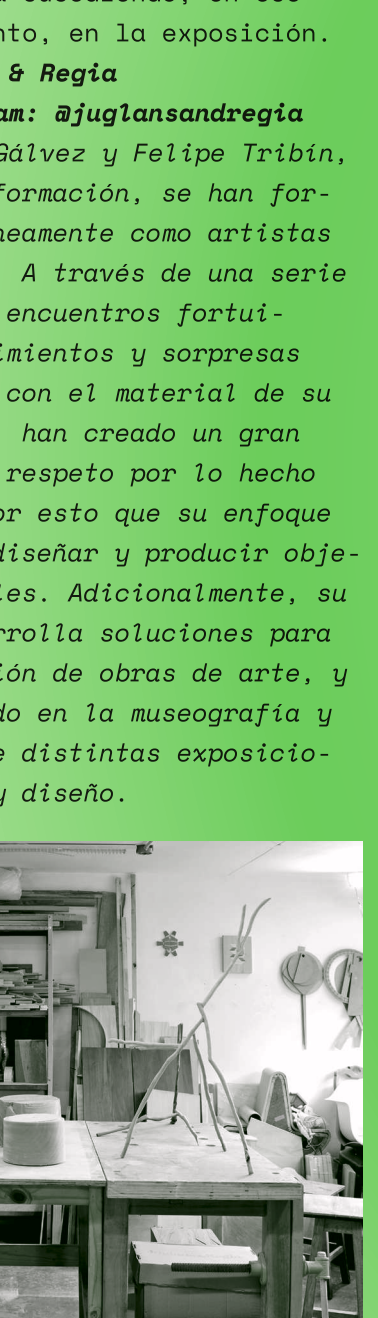 nto, en la exposición.
& Regia
am: @juglansandregia
Gálvez y Felipe Tribín,
formación, se han for-
neamente como artistas
A través de una serie
encuentros fortui-
imientos y sorpresas
con el material de su
han creado un gran
respeto por lo hecho
or esto que su enfoque
diseñar y producir obje-
les. Adicionalmente, su
rrolla soluciones para
ión de obras de arte, y
do en la museografía y
e distintas exposicio-
y diseño.